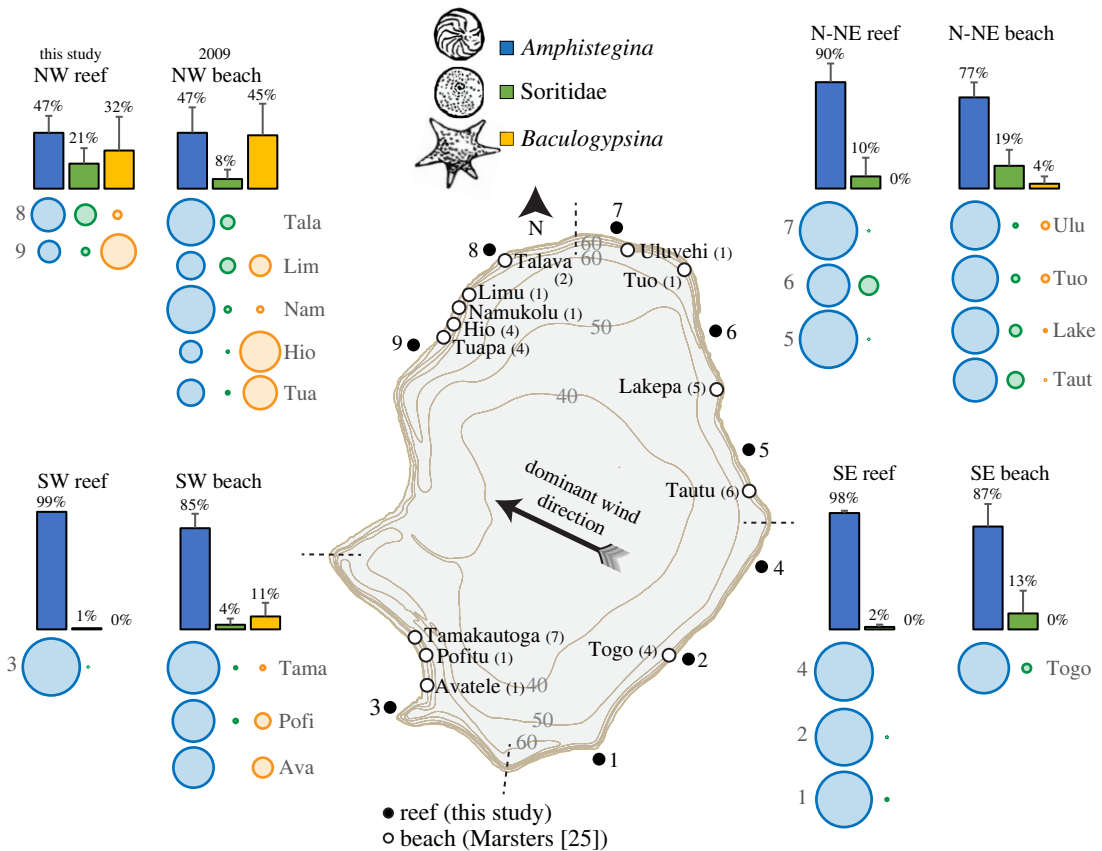 this study
NW reef
47%
21%
32%
8
9
2009
NW beach
47%
8%
45%
Tala
Lim
Nam
Hio
Tua
Amphistegina
Soritidae
Baculogypsina
N-NE reef
90%
10%
0%
7
6
5
N-NE beach
77%
19%
4%
Ulu
Tuo
Lake
Taut
N
7
8
60
60
Uluvehi (1)
Talava
(2)
Tuo (1)
Limu (1)
Namukolu (1)
Hio (4)
Tuapa (4)
50
9
6
Lakepa (5)
40
5
dominant wind
direction
Tautu (6)
4
Tamakautoga (7)
Pofitu (1)
Togo (4)
2
Avatele (1)
40
3
50
60
1
SW reef
99%
1%
0%
3
SW beach
85%
4%
11%
Tama
Pofi
Ava
SE reef
98%
2%
0%
4
2
1
SE beach
87%
13%
0%
Togo
reef (this study)
beach (Marsters [25])